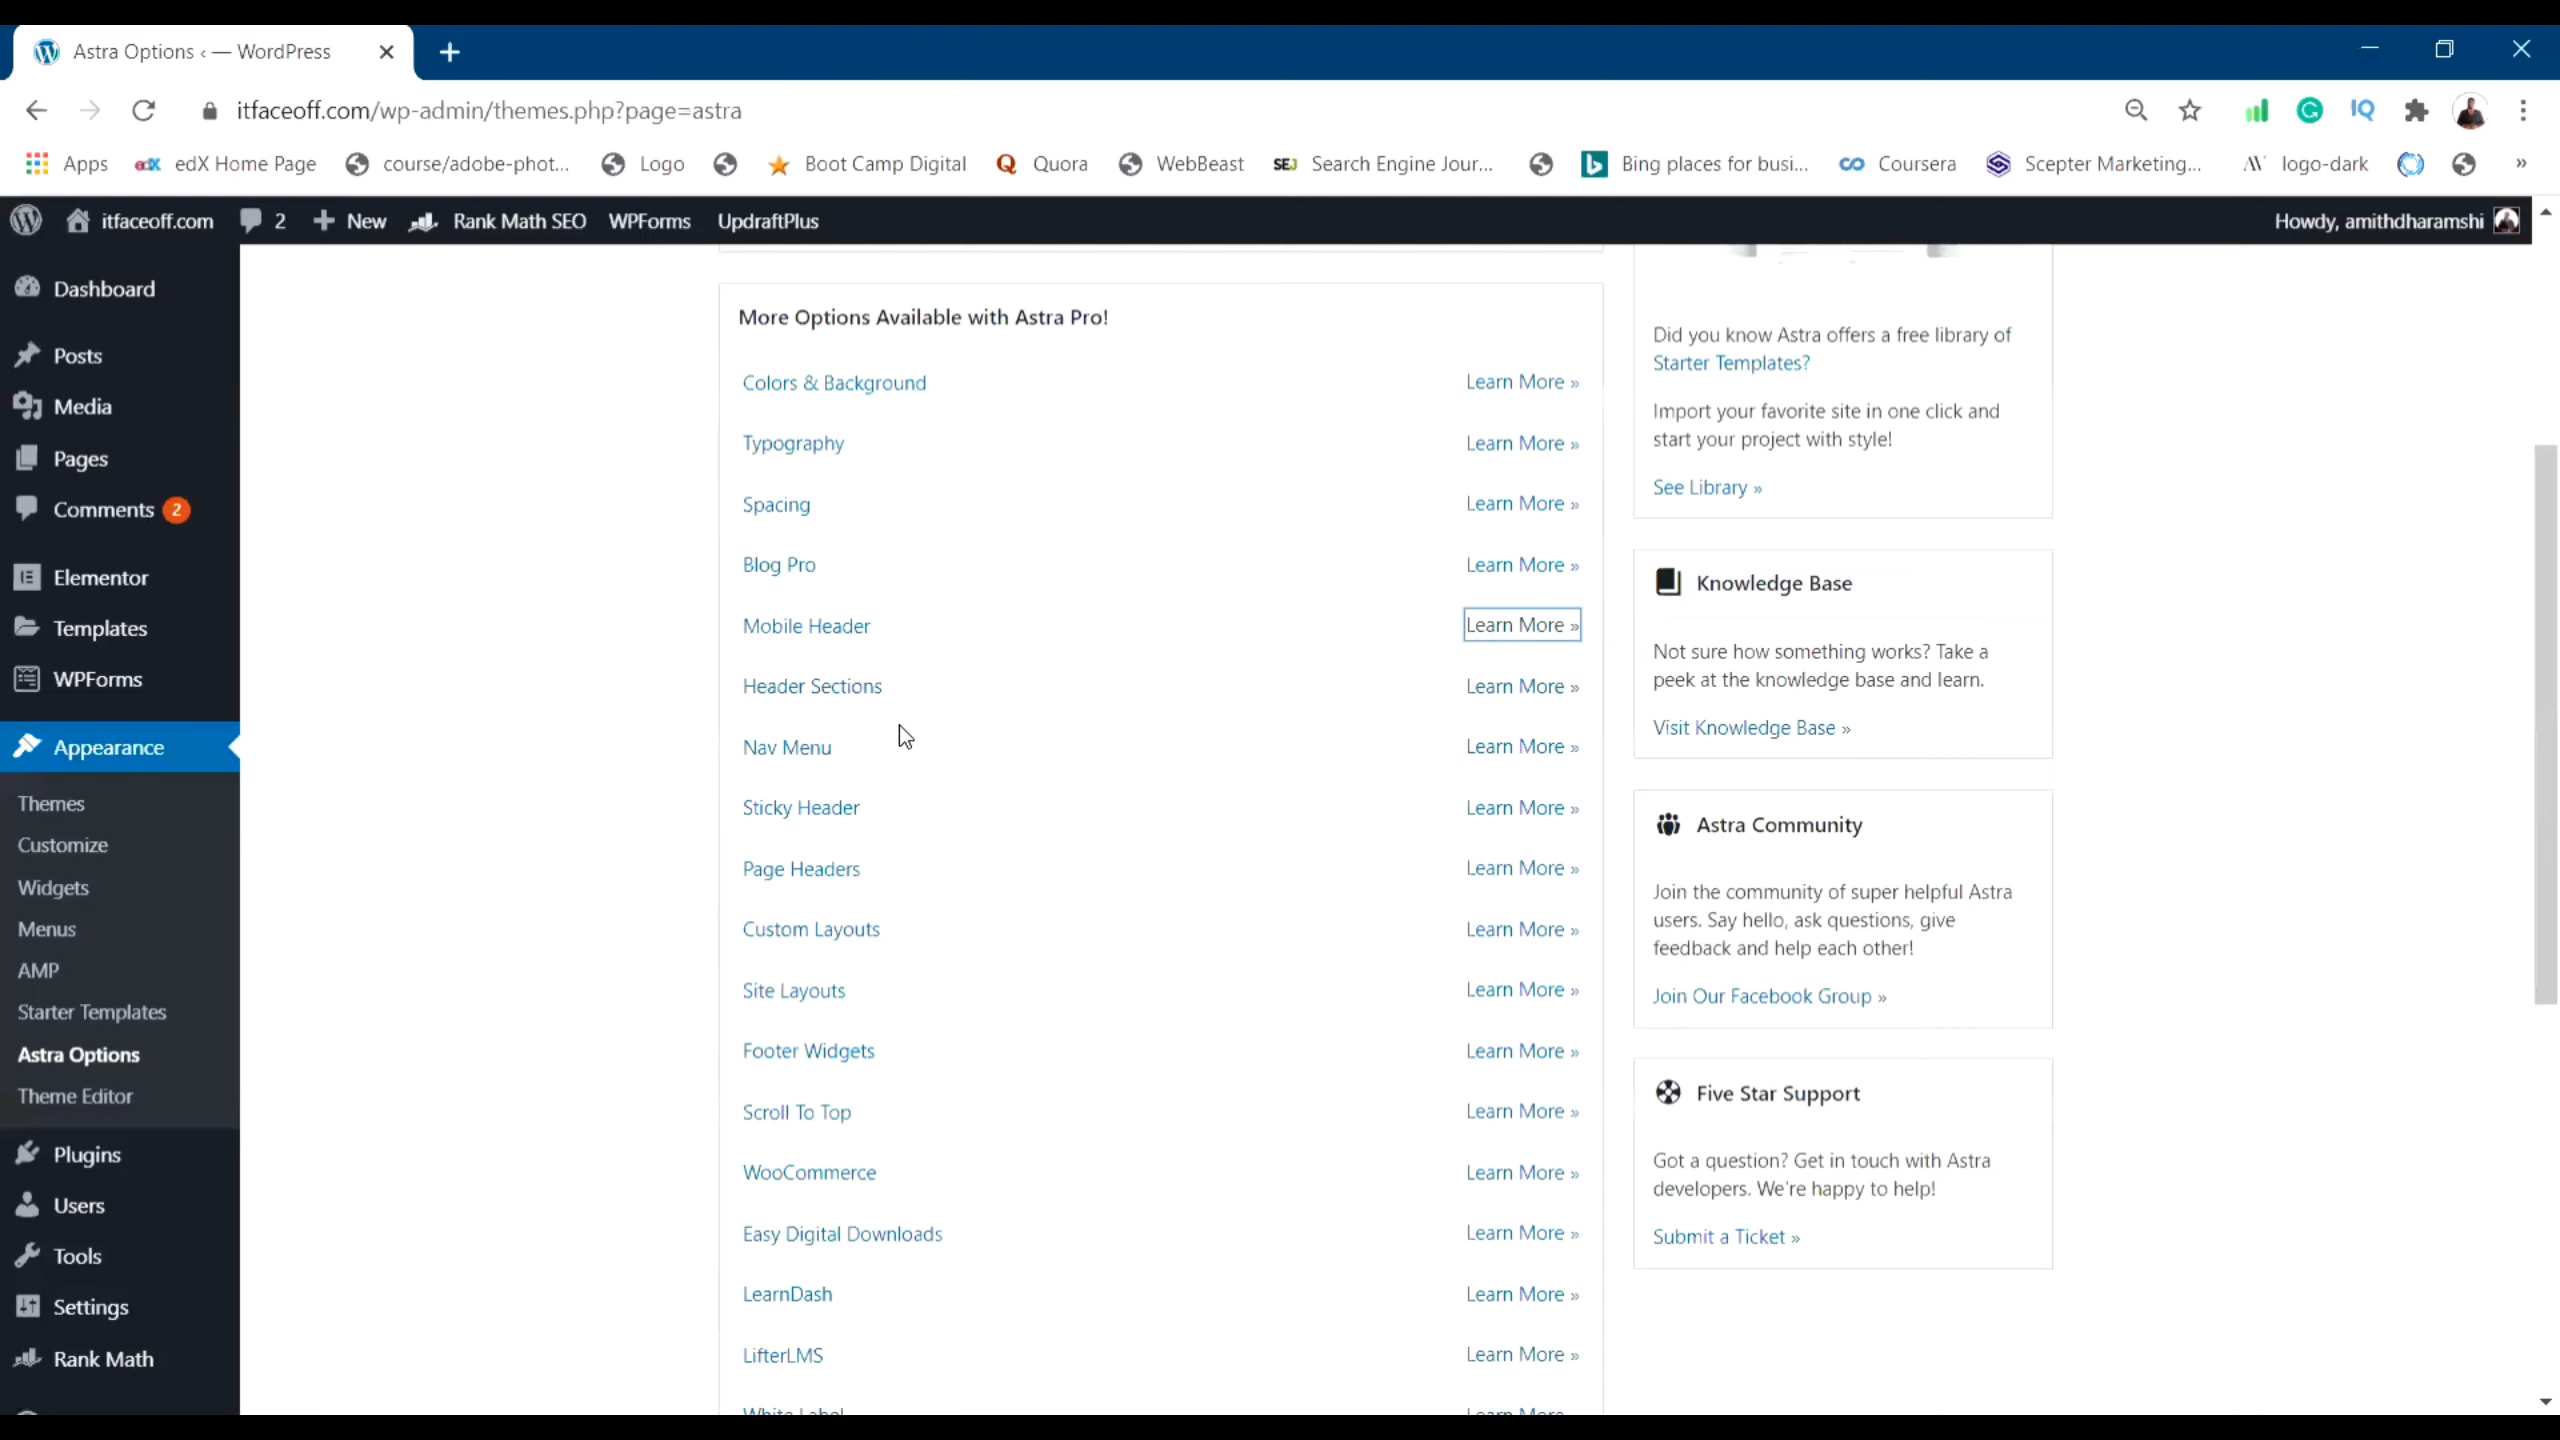 Astra Options ‹ — WordPress
itfaceoff.com/wp-admin/themes.php?page=astra
Apps
edX
edX Home Page
course/adobe-phot...
Logo
Boot Camp Digital
Quora
WebBeast
SEJ
Search Engine Jour...
Bing places for busi...
Coursera
Scepter Marketing...
logo-dark
»
itfaceoff.com
2
New
Rank Math SEO
WPForms
UpdraftPlus
Howdy, amithdharamshi
Dashboard
Posts
Media
Pages
Comments 2
Elementor
Templates
WPForms
Appearance
Themes
Customize
Widgets
Menus
AMP
Starter Templates
Astra Options
Theme Editor
Plugins
Users
Tools
Settings
Rank Math
More Options Available with Astra Pro!
Colors & Background Learn More »
Typography Learn More »
Spacing Learn More »
Blog Pro Learn More »
Mobile Header Learn More »
Header Sections Learn More »
Nav Menu Learn More »
Sticky Header Learn More »
Page Headers Learn More »
Custom Layouts Learn More »
Site Layouts Learn More »
Footer Widgets Learn More »
Scroll To Top Learn More »
WooCommerce Learn More »
Easy Digital Downloads Learn More »
LearnDash Learn More »
LifterLMS Learn More »
White Label Learn More
Did you know Astra offers a free library of
Starter Templates?
Import your favorite site in one click and
start your project with style!
See Library »
Knowledge Base
Not sure how something works? Take a
peek at the knowledge base and learn.
Visit Knowledge Base »
Astra Community
Join the community of super helpful Astra
users. Say hello, ask questions, give
feedback and help each other!
Join Our Facebook Group »
Five Star Support
Got a question? Get in touch with Astra
developers. We're happy to help!
Submit a Ticket »